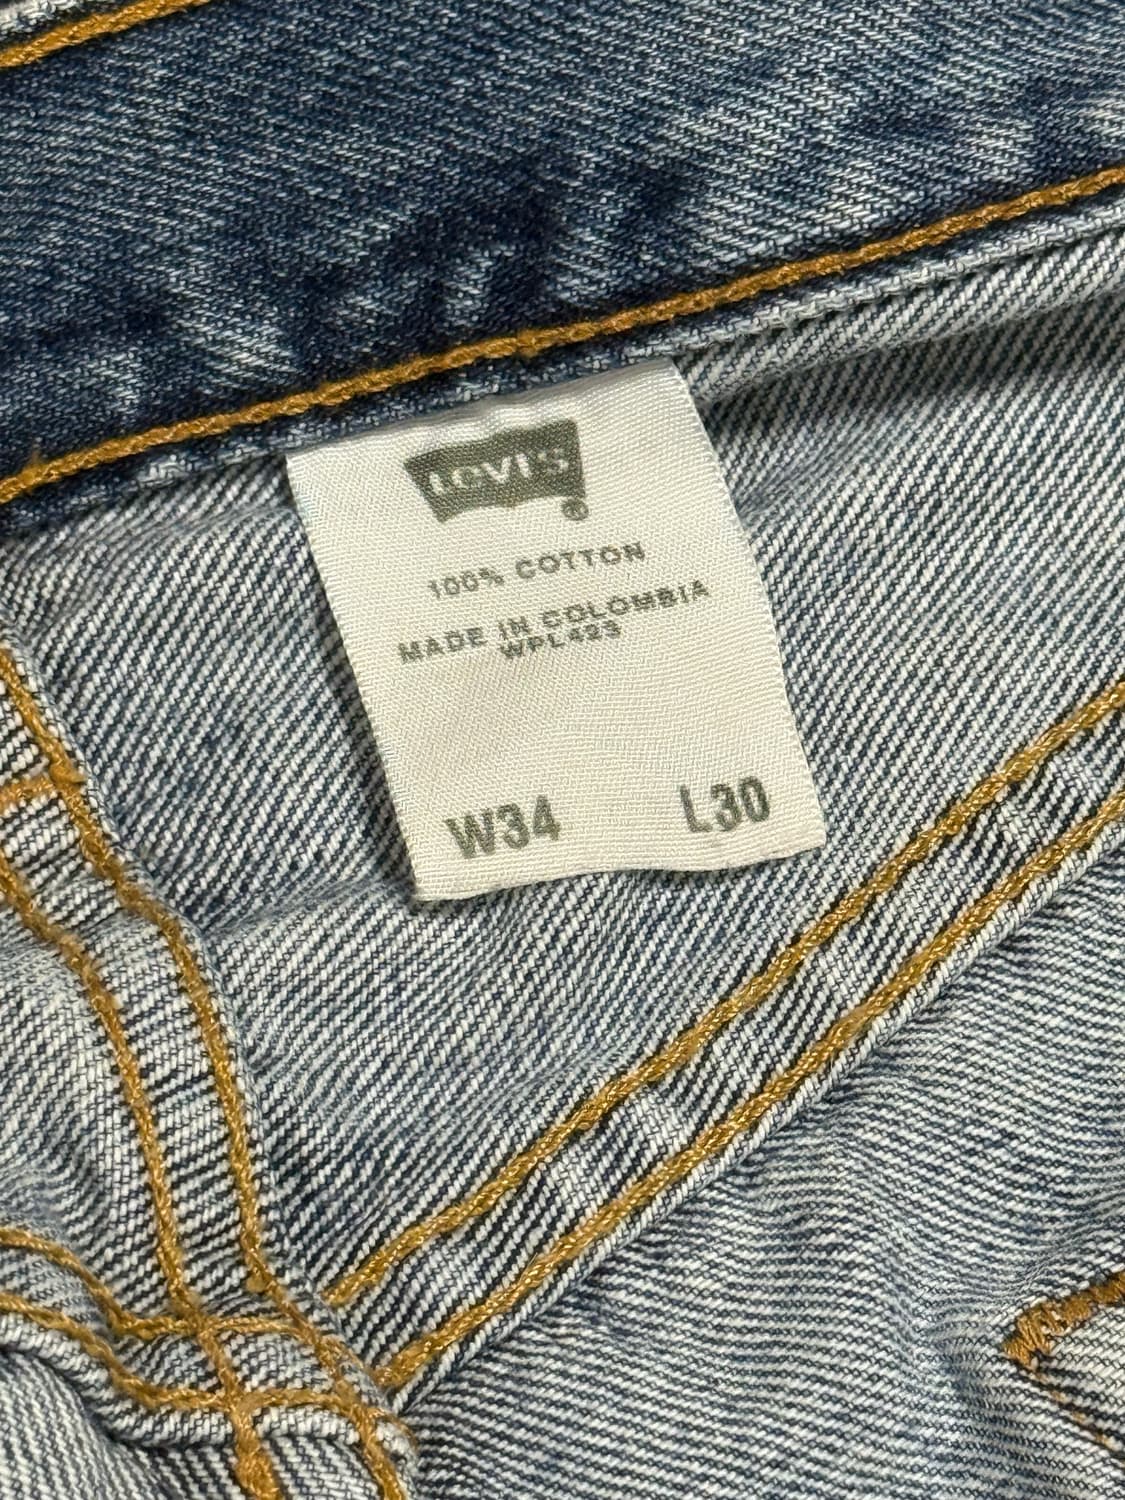 Levi's®
100% COTTON
MADE IN COLOMBIA
WPL423
W34 L30